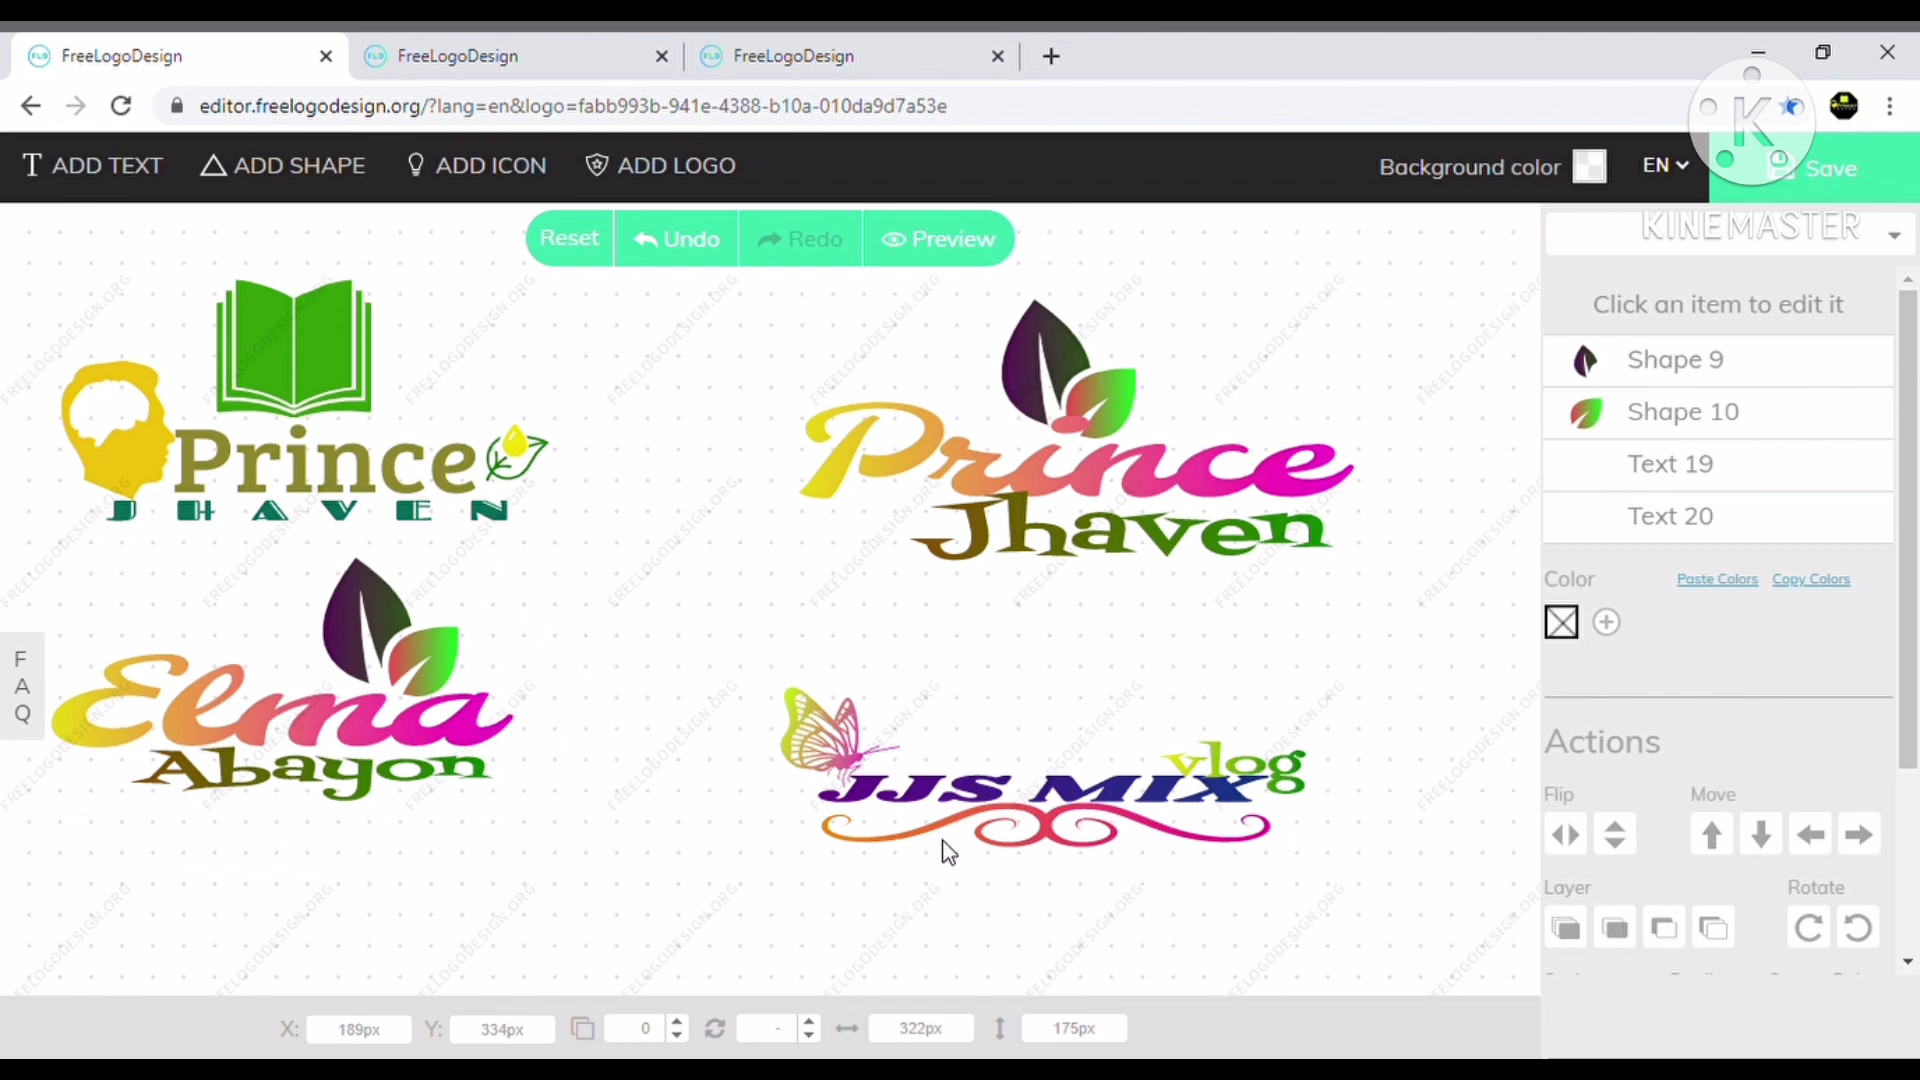 FreeLogoDesign
FreeLogoDesign
FreeLogoDesign
editor.freelogodesign.org/?lang=en&logo=fabb993b-941e-4388-b10a-010da9d7a53e
T ADD TEXT
ADD SHAPE
ADD ICON
ADD LOGO
Background color
EN
Save
K
KINEMASTER
Reset
Undo
Redo
Preview
Prince
JHAVEN
Prince
Jhaven
Elma
Abayon
vlog
JJS MIX
FREELOGODESIGN.ORG
FAQ
Click an item to edit it
Shape 9
Shape 10
Text 19
Text 20
Color
Paste Colors
Copy Colors
Actions
Flip
Move
Layer
Rotate
X: 189px
Y: 334px
0
-
322px
175px